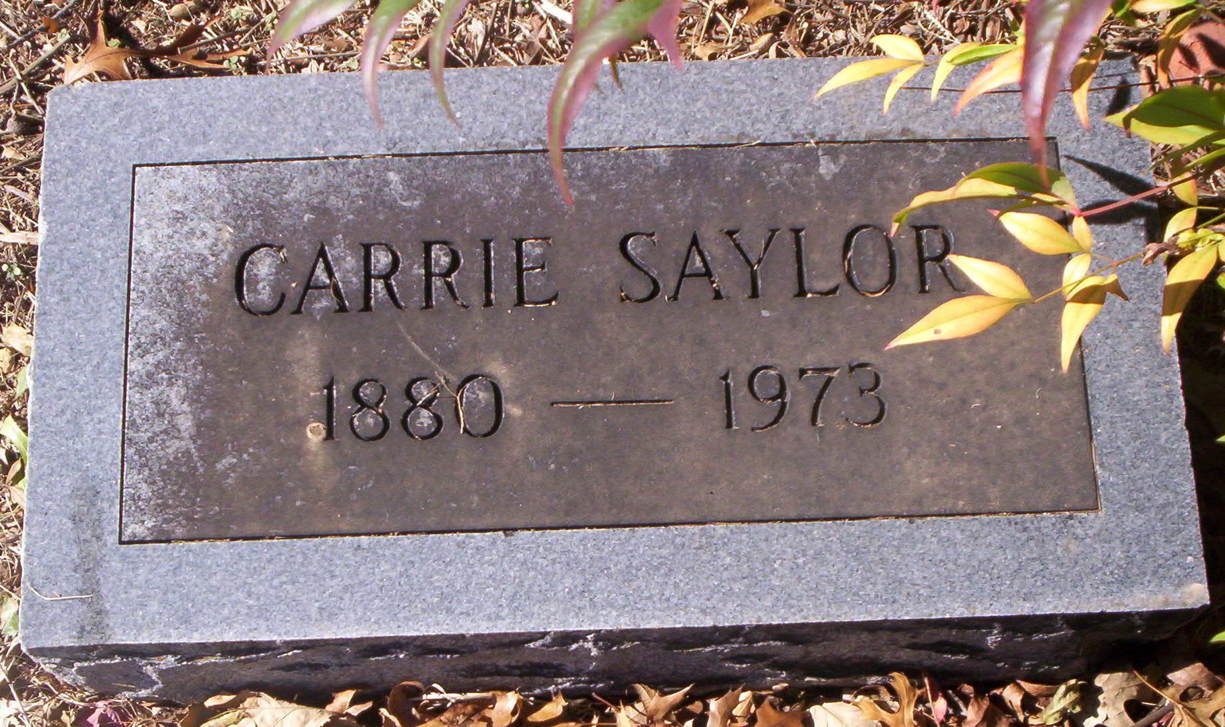 CARRIE SAYLOR
1880 — 1973